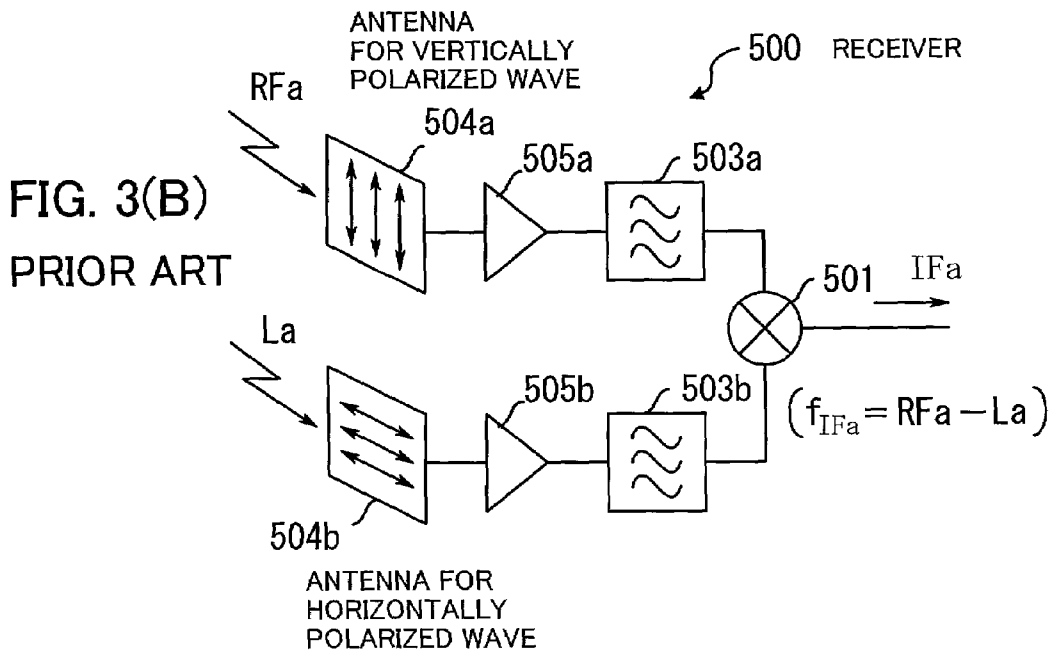 ANTENNA
FOR VERTICALLY
POLARIZED WAVE
500 RECEIVER
RFa
504a
505a
503a
FIG. 3(B)
PRIOR ART
501
IFa
La
505b
503b
(fIFa = RFa − La)
504b
ANTENNA FOR
HORIZONTALLY
POLARIZED WAVE